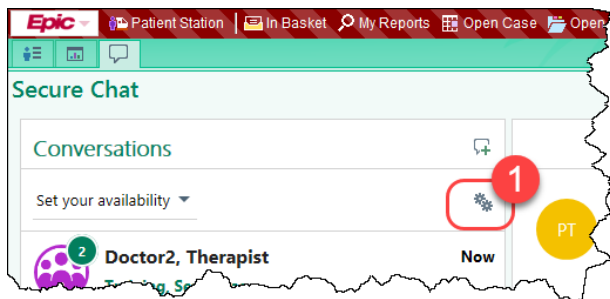 Epic Patient Station In Basket My Reports Open Case Open
Secure Chat
Conversations
1
Set your availability
PT
2
Doctor2, Therapist Now